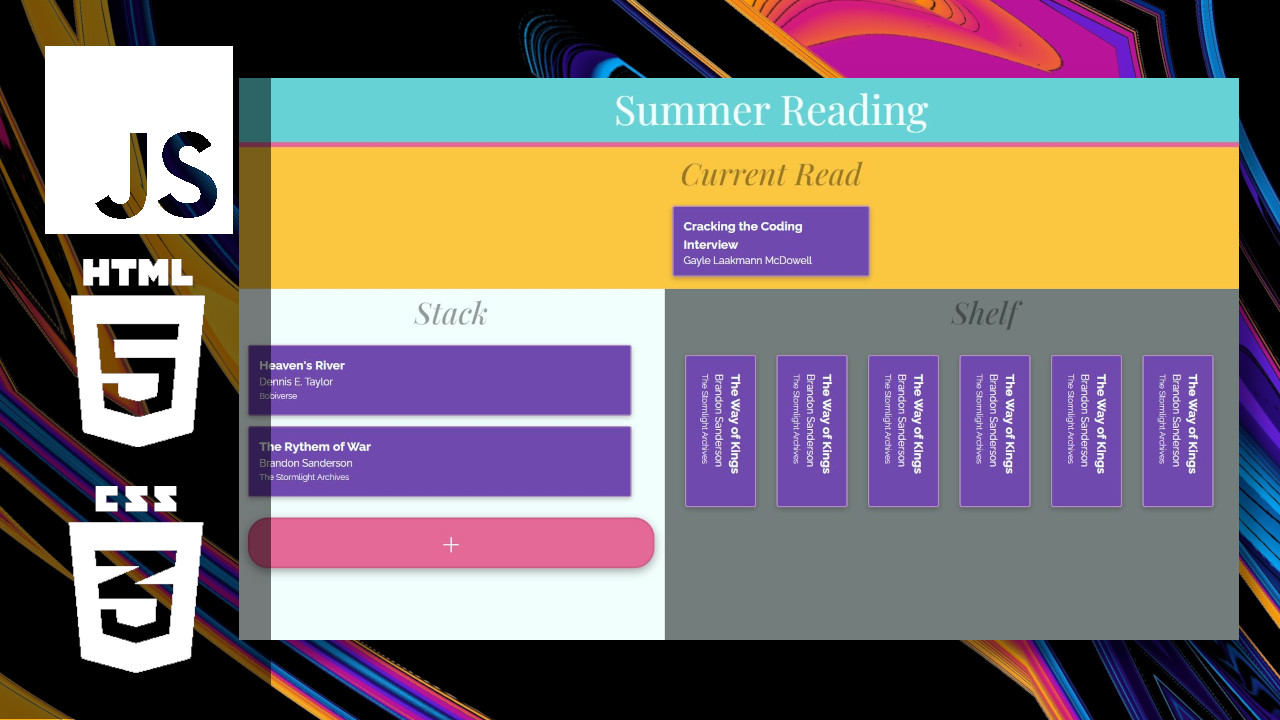 JS
HTML
5
CSS
3
Summer Reading
Current Read
Cracking the Coding
Interview
Gayle Laakmann McDowell
Stack
Heaven's River
Dennis E. Taylor
Bobiverse
The Rythem of War
Brandon Sanderson
The Stormlight Archives
+
Shelf
The Way of Kings
Brandon Sanderson
The Stormlight Archives
The Way of Kings
Brandon Sanderson
The Stormlight Archives
The Way of Kings
Brandon Sanderson
The Stormlight Archives
The Way of Kings
Brandon Sanderson
The Stormlight Archives
The Way of Kings
Brandon Sanderson
The Stormlight Archives
The Way of Kings
Brandon Sanderson
The Stormlight Archives